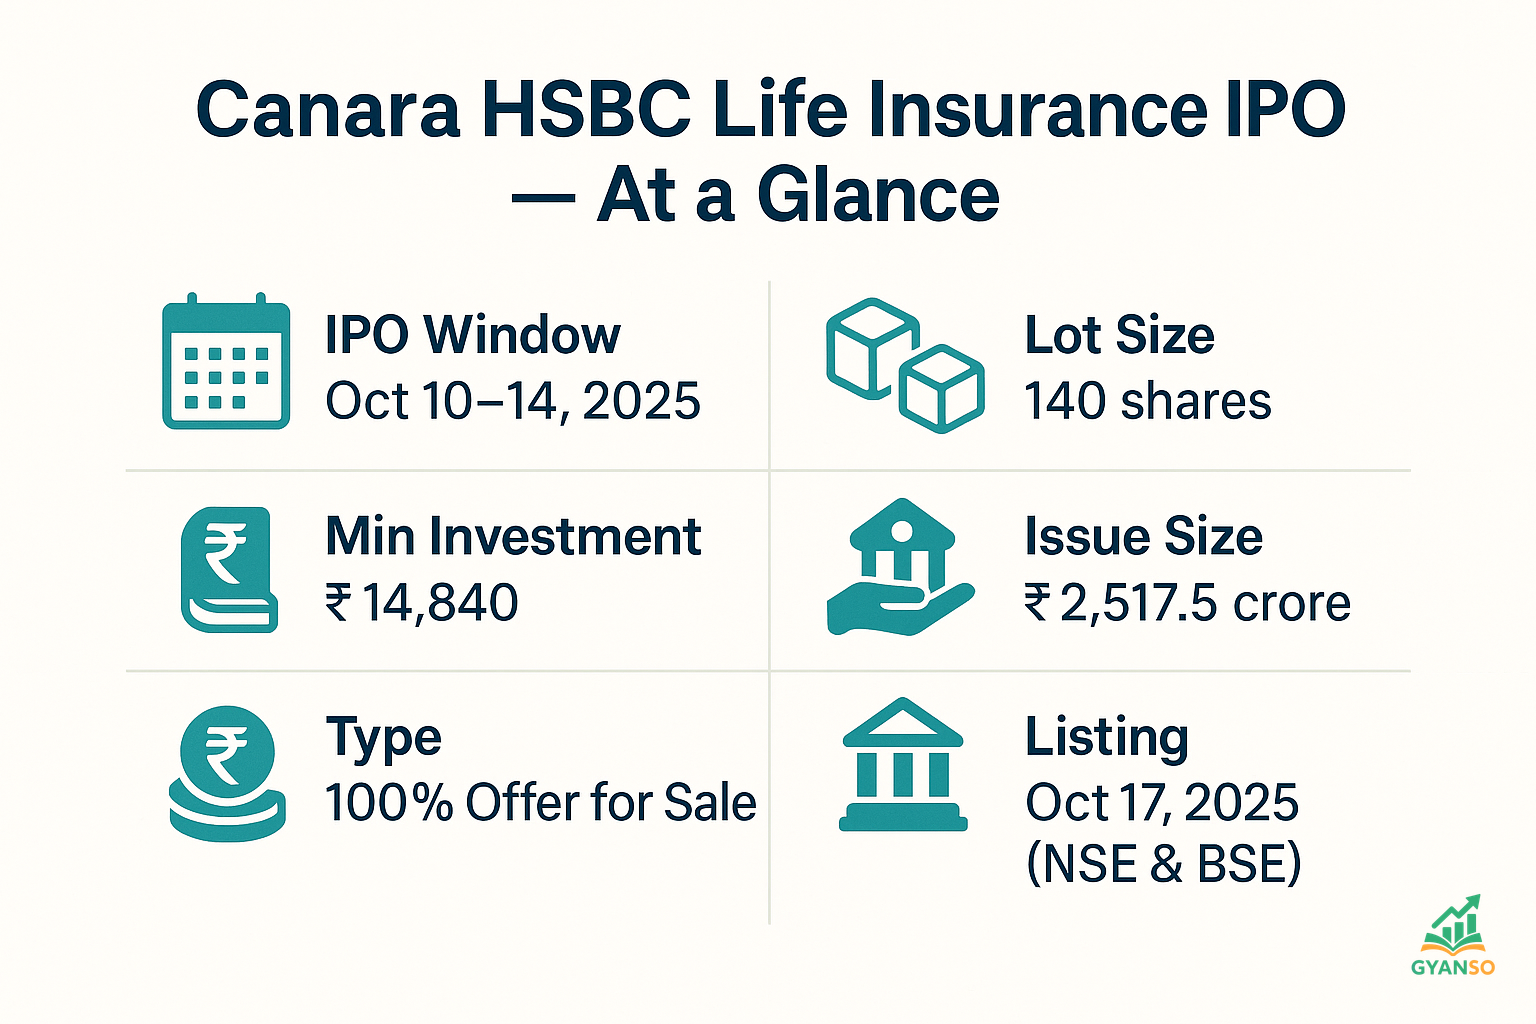 Canara HSBC Life Insurance IPO
— At a Glance
IPO Window
Oct 10–14, 2025
Lot Size
140 shares
₹
Min Investment
₹ 14,840
Issue Size
₹ 2,517.5 crore
₹
Type
100% Offer for Sale
Listing
Oct 17, 2025
(NSE & BSE)
GYANSO